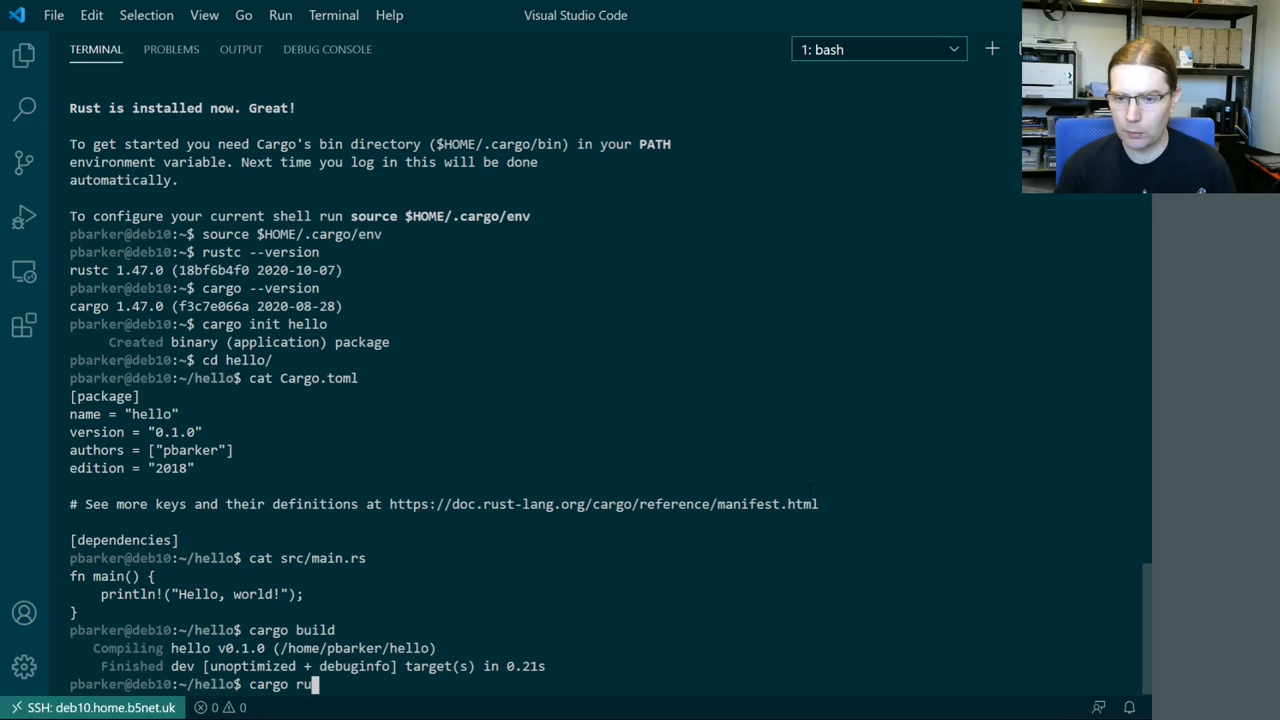 File Edit Selection View Go Run Terminal Help Visual Studio Code
TERMINAL PROBLEMS OUTPUT DEBUG CONSOLE 1: bash
Rust is installed now. Great!
To get started you need Cargo's bin directory ($HOME/.cargo/bin) in your PATH
environment variable. Next time you log in this will be done
automatically.
To configure your current shell run source $HOME/.cargo/env
pbarker@deb10:~$ source $HOME/.cargo/env
pbarker@deb10:~$ rustc --version
rustc 1.47.0 (18bf6b4f0 2020-10-07)
pbarker@deb10:~$ cargo --version
cargo 1.47.0 (f3c7e066a 2020-08-28)
pbarker@deb10:~$ cargo init hello
Created binary (application) package
pbarker@deb10:~$ cd hello/
pbarker@deb10:~/hello$ cat Cargo.toml
[package]
name = "hello"
version = "0.1.0"
authors = ["pbarker"]
edition = "2018"
# See more keys and their definitions at https://doc.rust-lang.org/cargo/reference/manifest.html
[dependencies]
pbarker@deb10:~/hello$ cat src/main.rs
fn main() {
println!("Hello, world!");
}
pbarker@deb10:~/hello$ cargo build
Compiling hello v0.1.0 (/home/pbarker/hello)
Finished dev [unoptimized + debuginfo] target(s) in 0.21s
pbarker@deb10:~/hello$ cargo ru
SSH: deb10.home.b5net.uk 0 0